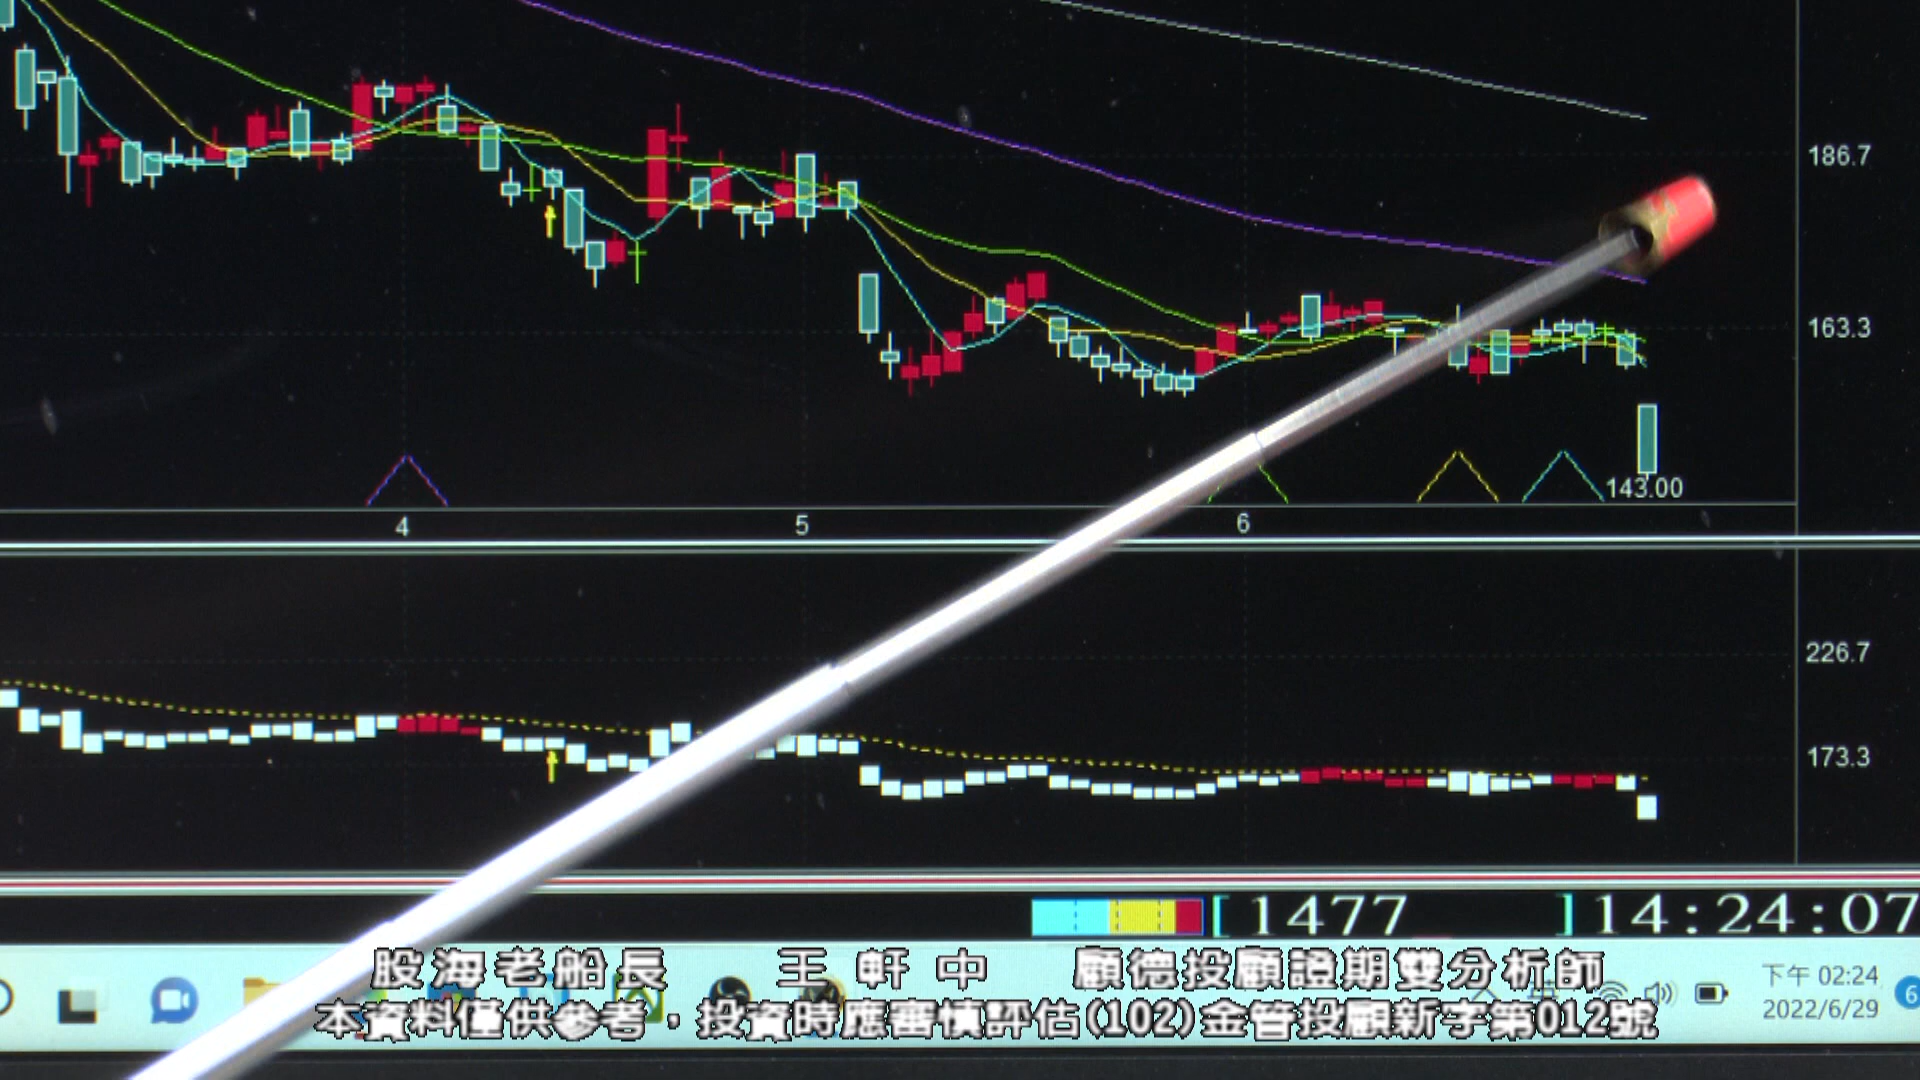 186.7
163.3
143.00
4 5 6
226.7
173.3
[ 1477 ] 14:24:07
股海老船長 王軒中 顧德投顧證期雙分析師
下午 02:24
本資料僅供參考，投資時應審慎評估(102)金管投顧新字第012號
2022/6/29
6